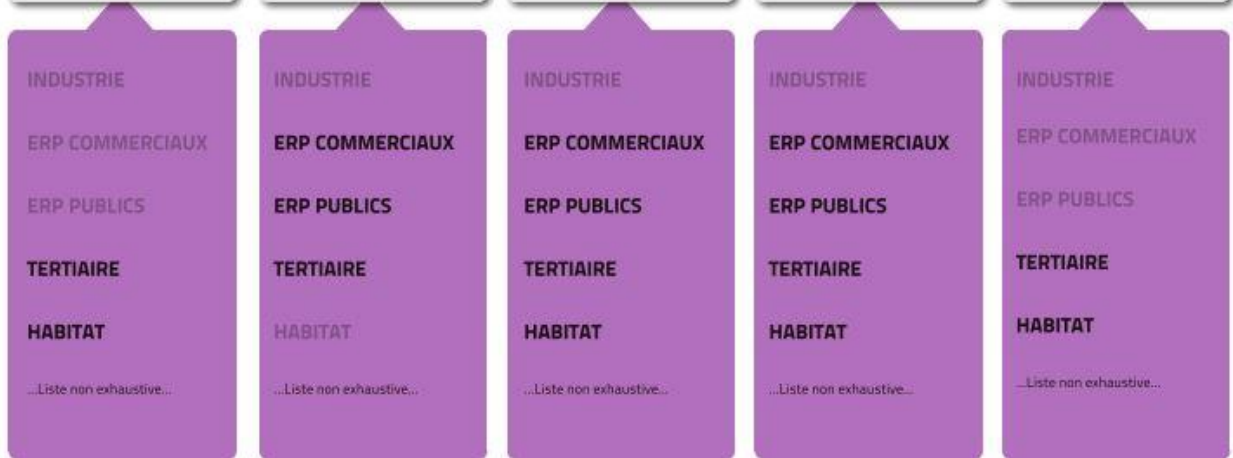 INDUSTRIE
ERP COMMERCIAUX
ERP PUBLICS
TERTIAIRE
HABITAT
...Liste non exhaustive...
INDUSTRIE
ERP COMMERCIAUX
ERP PUBLICS
TERTIAIRE
HABITAT
...Liste non exhaustive...
INDUSTRIE
ERP COMMERCIAUX
ERP PUBLICS
TERTIAIRE
HABITAT
...Liste non exhaustive...
INDUSTRIE
ERP COMMERCIAUX
ERP PUBLICS
TERTIAIRE
HABITAT
...Liste non exhaustive...
INDUSTRIE
ERP COMMERCIAUX
ERP PUBLICS
TERTIAIRE
HABITAT
...Liste non exhaustive...